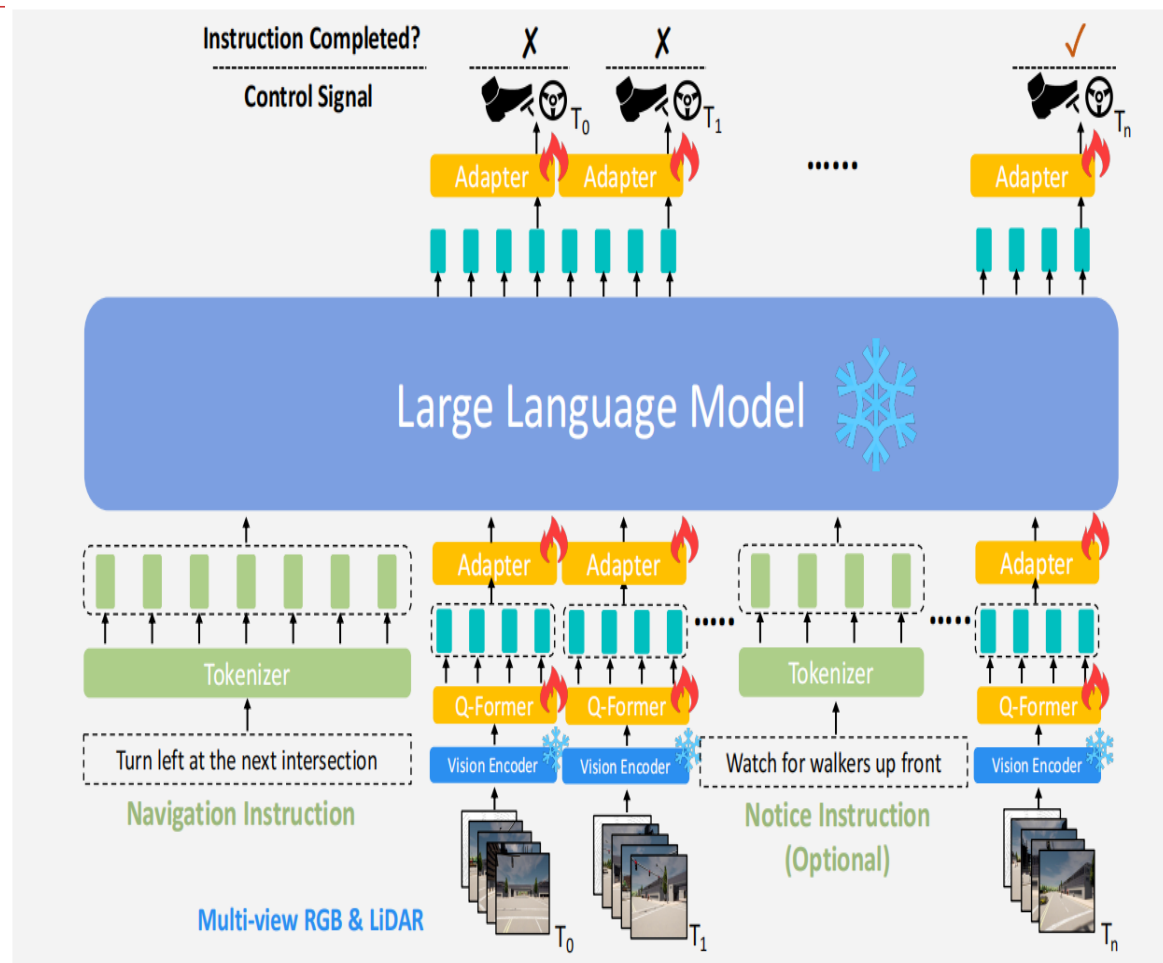 Instruction Completed? ✗ ✗ ✓
Control Signal
T0 T1 Tn
Adapter Adapter ...... Adapter
Large Language Model
Adapter Adapter Adapter
..... .....
Tokenizer Tokenizer
Q-Former Q-Former Q-Former
Turn left at the next intersection
Vision Encoder Vision Encoder
Watch for walkers up front
Vision Encoder
Navigation Instruction
Notice Instruction
(Optional)
Multi-view RGB & LiDAR
T0 T1 Tn